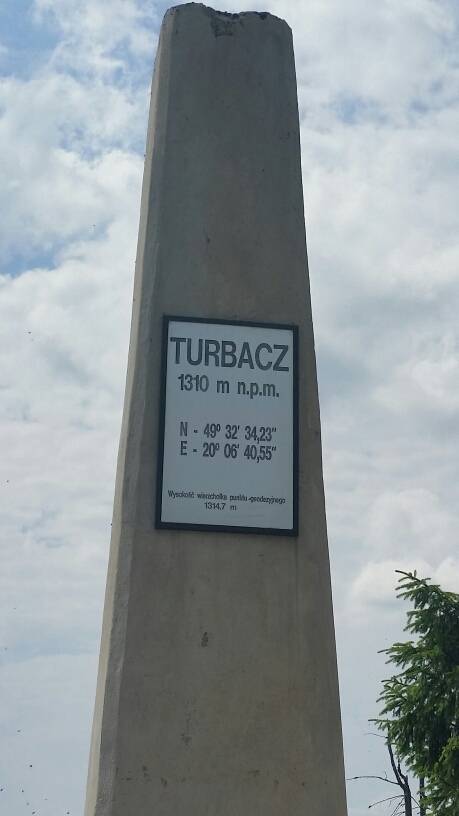 TURBACZ
1310 m n.p.m.
N - 49º 32' 34,23"
E - 20º 06' 40,55"
Wysokość wierzchołka punktu geodezyjnego
1314,7 m